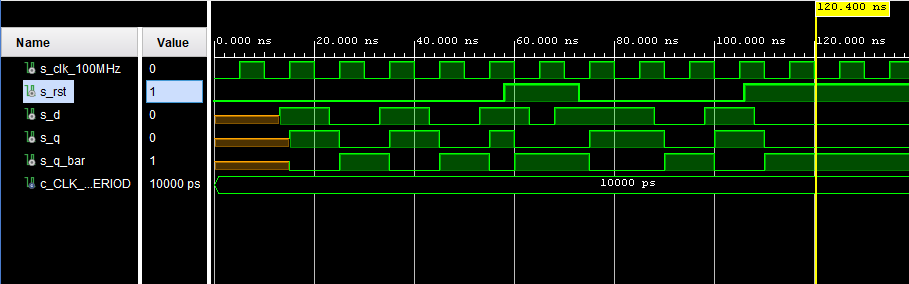 120.400 ns
Name Value
0.000 ns 20.000 ns 40.000 ns 60.000 ns 80.000 ns 100.000 ns 120.000 ns
s_clk_100MHz 0
s_rst 1
s_d 0
s_q 0
s_q_bar 1
c_CLK_...ERIOD 10000 ps 10000 ps